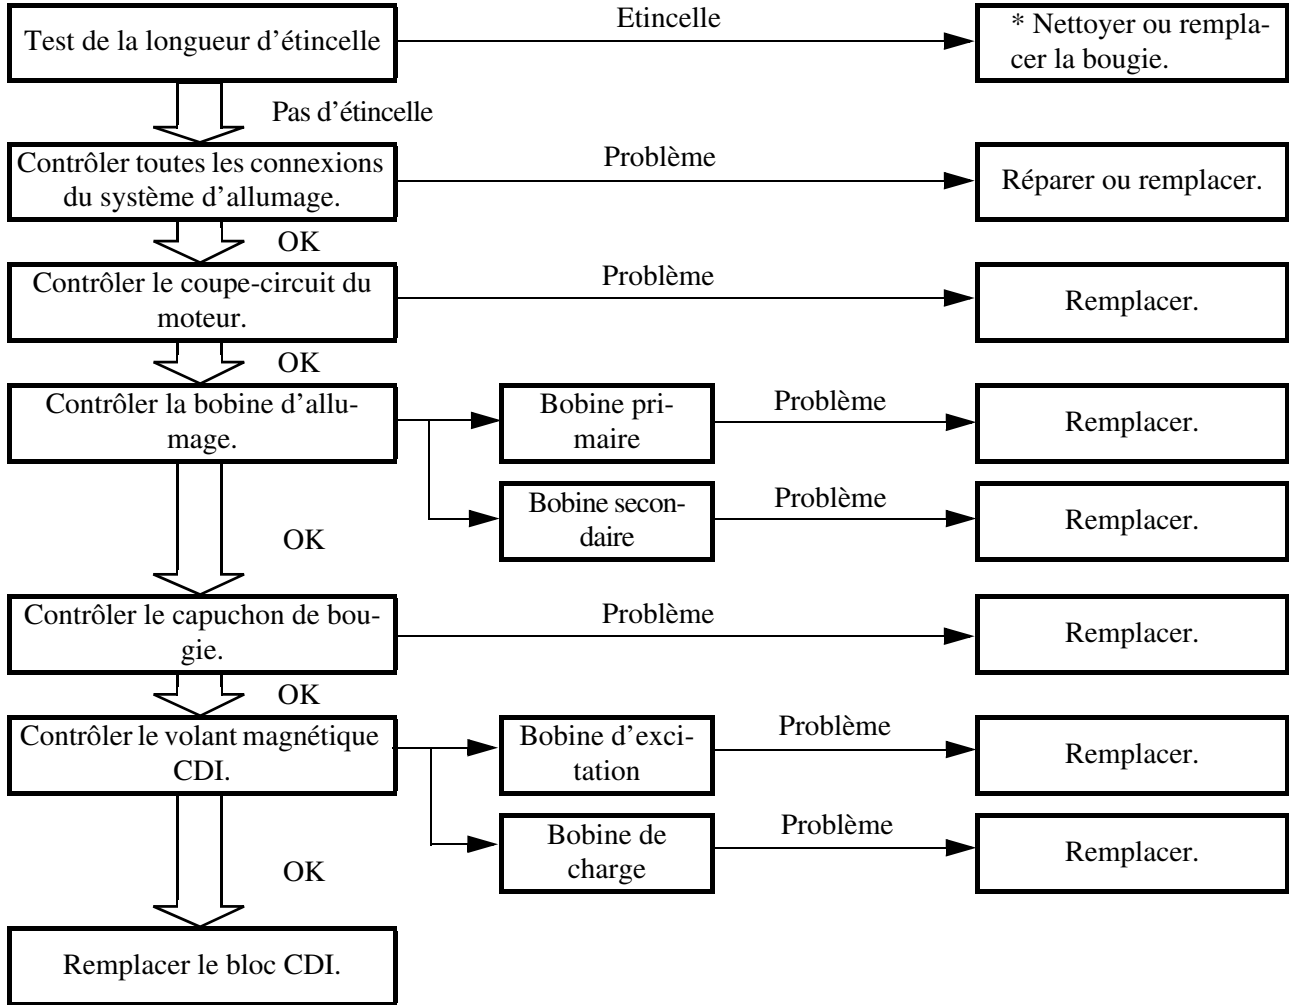 Test de la longueur d’étincelle
Etincelle
* Nettoyer ou rempla-
cer la bougie.
Pas d’étincelle
Contrôler toutes les connexions
du système d’allumage.
Problème
Réparer ou remplacer.
OK
Contrôler le coupe-circuit du
moteur.
Problème
Remplacer.
OK
Contrôler la bobine d’allu-
mage.
Bobine pri-
maire
Problème
Remplacer.
Bobine secon-
daire
Problème
Remplacer.
OK
Contrôler le capuchon de bou-
gie.
Problème
Remplacer.
OK
Contrôler le volant magnétique
CDI.
Bobine d’exci-
tation
Problème
Remplacer.
Bobine de
charge
Problème
Remplacer.
OK
Remplacer le bloc CDI.